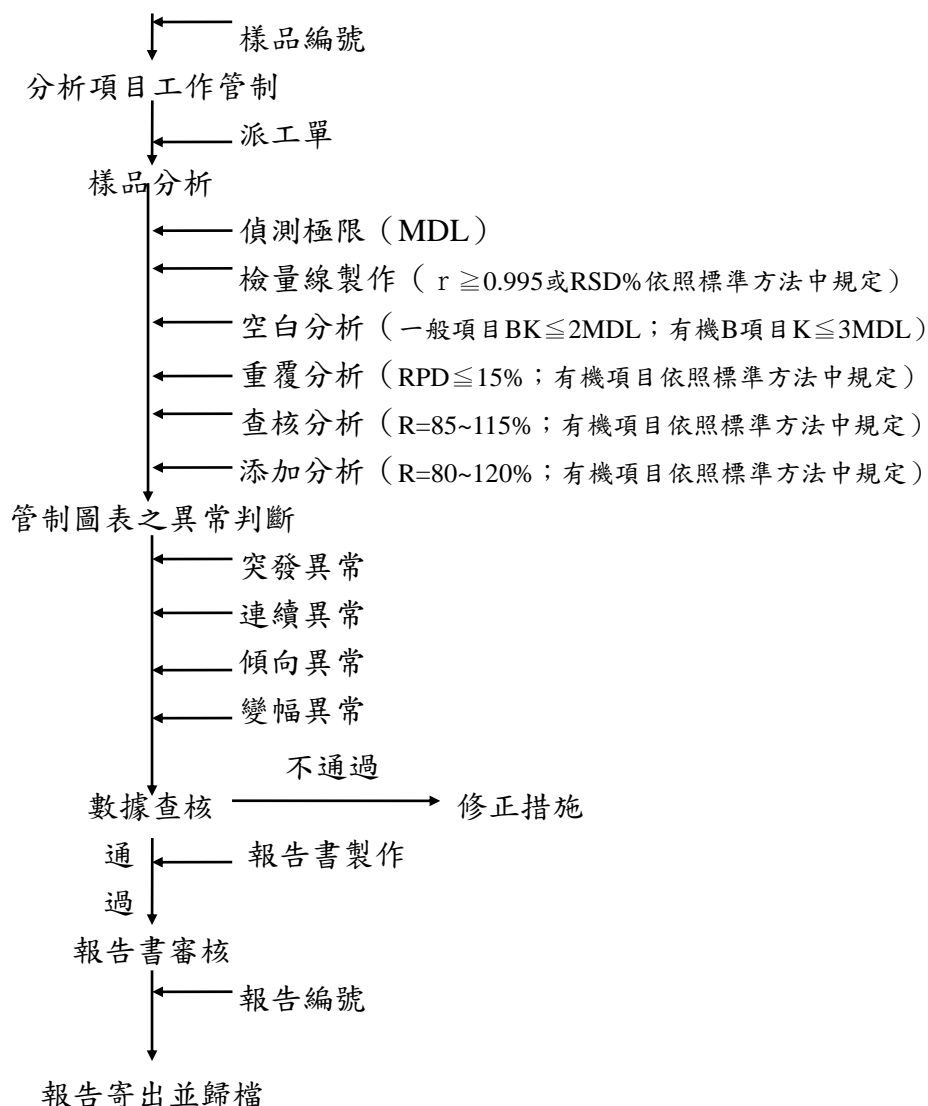 樣品編號
分析項目工作管制
派工單
樣品分析
偵測極限（MDL）
檢量線製作（ r ≧0.995或RSD%依照標準方法中規定）
空白分析（一般項目BK≦2MDL；有機B項目K≦3MDL）
重覆分析（RPD≦15%；有機項目依照標準方法中規定）
查核分析（R=85~115%；有機項目依照標準方法中規定）
添加分析（R=80~120%；有機項目依照標準方法中規定）
管制圖表之異常判斷
突發異常
連續異常
傾向異常
變幅異常
不通過
數據查核 修正措施
通 報告書製作
過
報告書審核
報告編號
報告寄出並歸檔